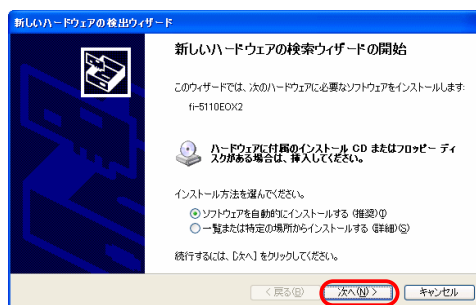 新しいハードウェアの検出ウィザード
新しいハードウェアの検索ウィザードの開始
このウィザードでは、次のハードウェアに必要なソフトウェアをインストールします:
fi-5110EOX2
ハードウェアに付属のインストール CD またはフロッピー ディ
スクがある場合は、挿入してください。
インストール方法を選んでください。
ソフトウェアを自動的にインストールする (推奨)(I)
一覧または特定の場所からインストールする (詳細)(S)
続行するには、[次へ] をクリックしてください。
< 戻る(B) 次へ(N) > キャンセル